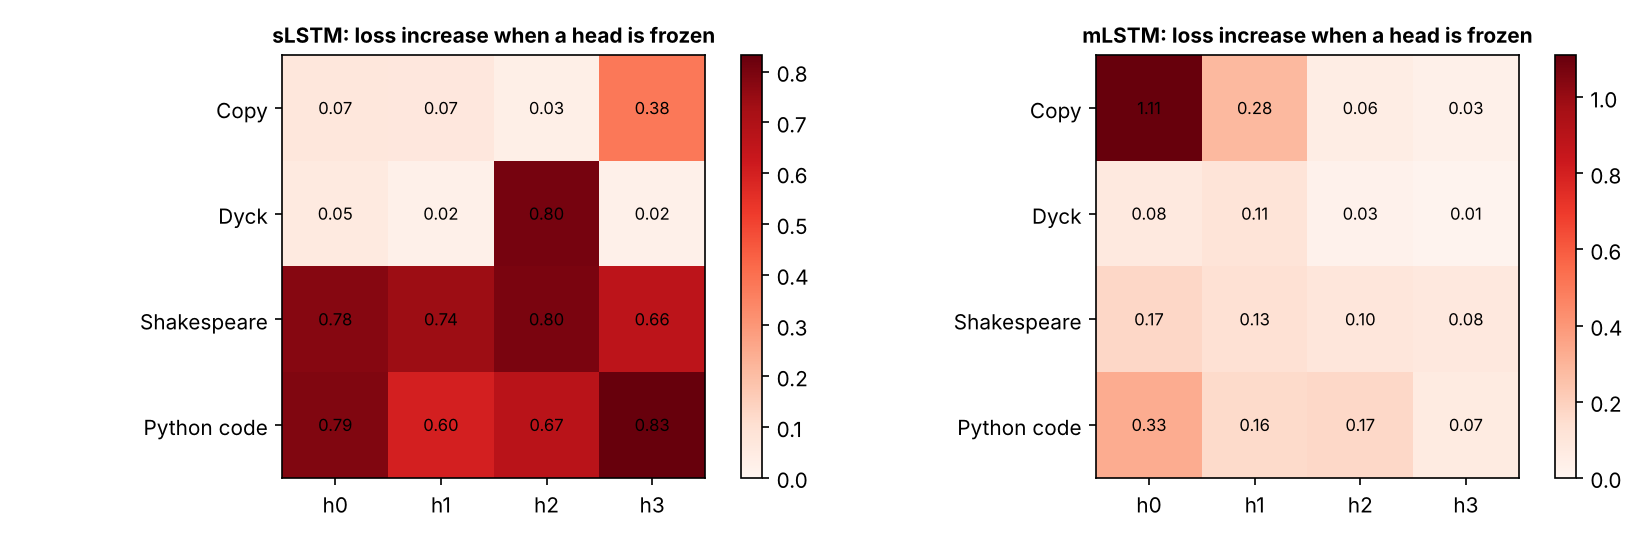 sLSTM: loss increase when a head is frozen
Copy 0.07 0.07 0.03 0.38
Dyck 0.05 0.02 0.80 0.02
Shakespeare 0.78 0.74 0.80 0.66
Python code 0.79 0.60 0.67 0.83
h0 h1 h2 h3
0.8
0.7
0.6
0.5
0.4
0.3
0.2
0.1
0.0
mLSTM: loss increase when a head is frozen
Copy 1.11 0.28 0.06 0.03
Dyck 0.08 0.11 0.03 0.01
Shakespeare 0.17 0.13 0.10 0.08
Python code 0.33 0.16 0.17 0.07
h0 h1 h2 h3
1.0
0.8
0.6
0.4
0.2
0.0